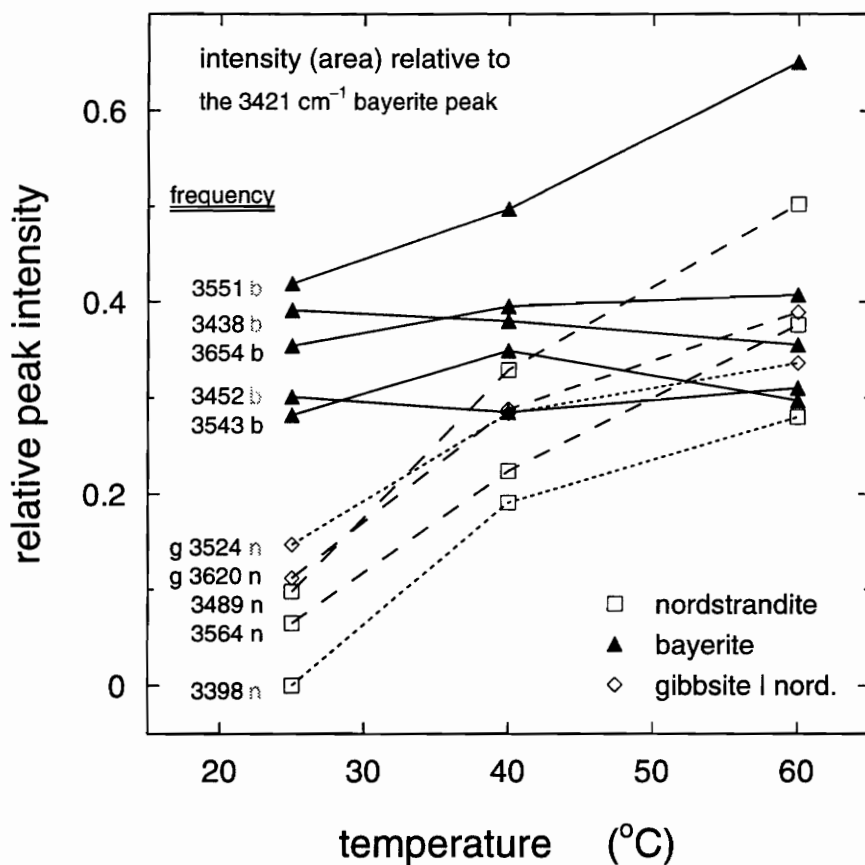 intensity (area) relative to
the 3421 cm⁻¹ bayerite peak
0.6
frequency
3551 b
0.4
3438 b
3654 b
3452 b
3543 b
relative peak intensity
0.2
g 3524 n
g 3620 n
3489 n
3564 n
3398 n
0
nordstrandite
bayerite
gibbsite | nord.
20 30 40 50 60
temperature (°C)